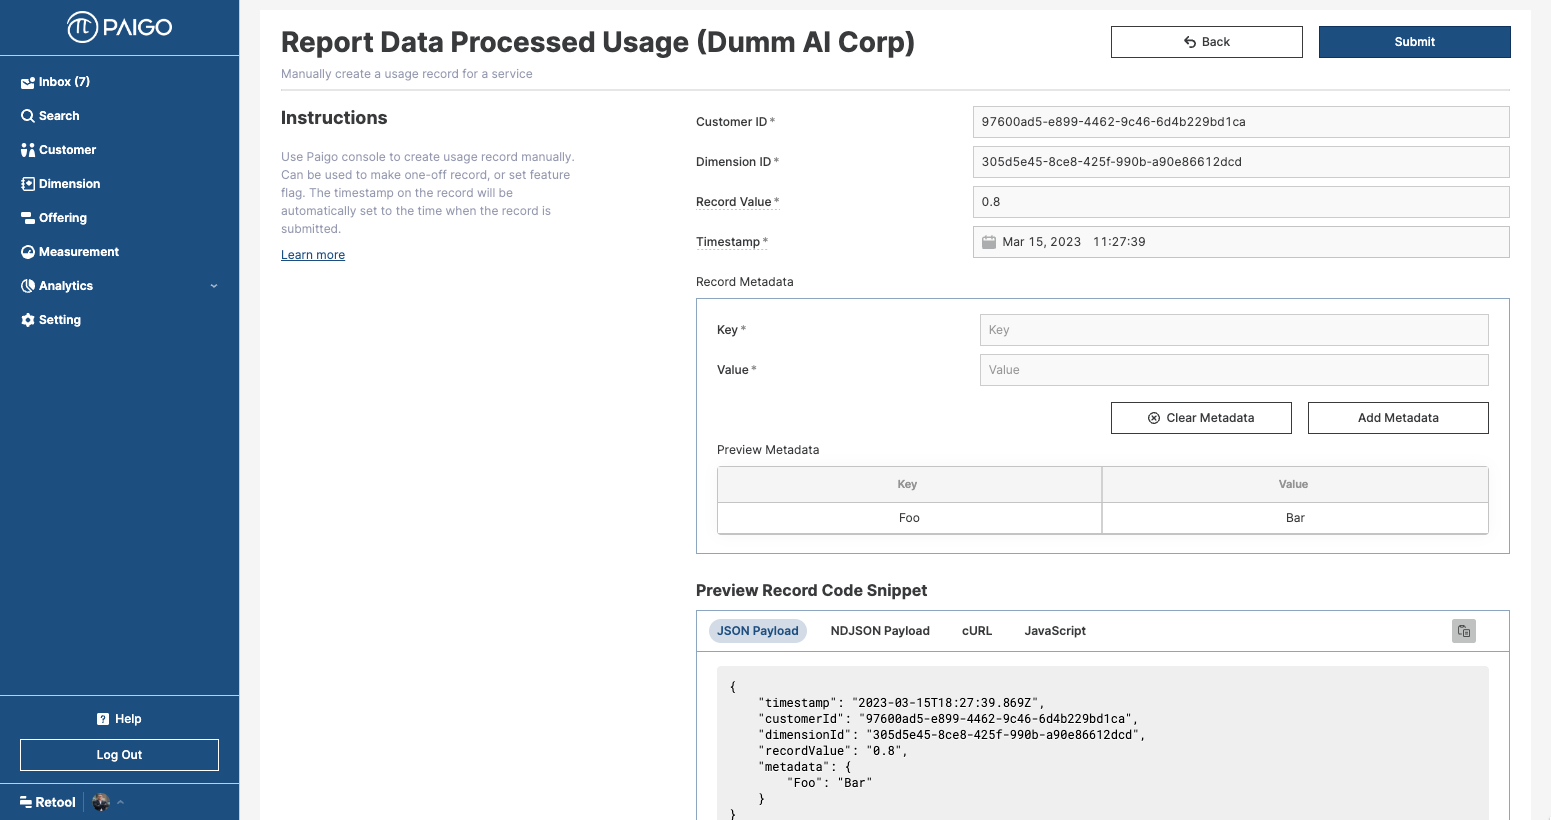 PAIGO
Inbox (7)
Search
Customer
Dimension
Offering
Measurement
Analytics
Setting
Help
Log Out
Retool
Report Data Processed Usage (Dumm AI Corp)
Manually create a usage record for a service
Back
Submit
Instructions
Use Paigo console to create usage record manually.
Can be used to make one-off record, or set feature
flag. The timestamp on the record will be
automatically set to the time when the record is
submitted.
Learn more
Customer ID *
97600ad5-e899-4462-9c46-6d4b229bd1ca
Dimension ID *
305d5e45-8ce8-425f-990b-a90e86612dcd
Record Value *
0.8
Timestamp *
Mar 15, 2023 11:27:39
Record Metadata
Key *
Key
Value *
Value
Clear Metadata
Add Metadata
Preview Metadata
Key Value
Foo Bar
Preview Record Code Snippet
JSON Payload NDJSON Payload cURL JavaScript
{
"timestamp": "2023-03-15T18:27:39.869Z",
"customerId": "97600ad5-e899-4462-9c46-6d4b229bd1ca",
"dimensionId": "305d5e45-8ce8-425f-990b-a90e86612dcd",
"recordValue": "0.8",
"metadata": {
"Foo": "Bar"
}
}